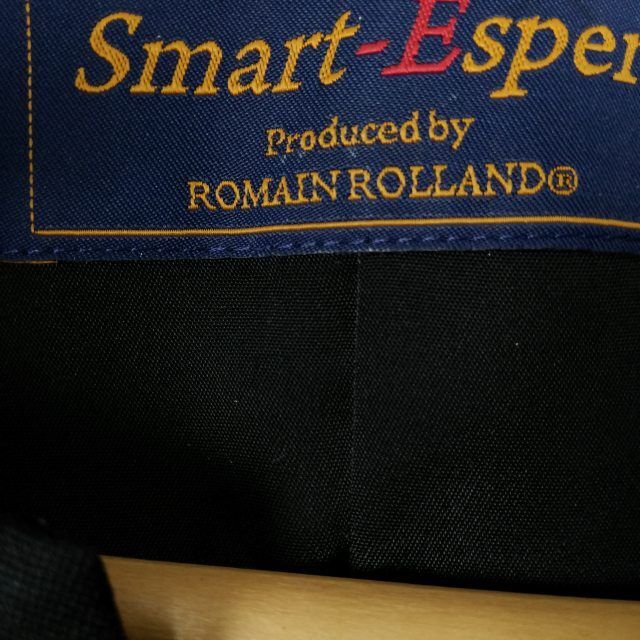 Smart-Esper
Produced by
ROMAIN ROLLAND®